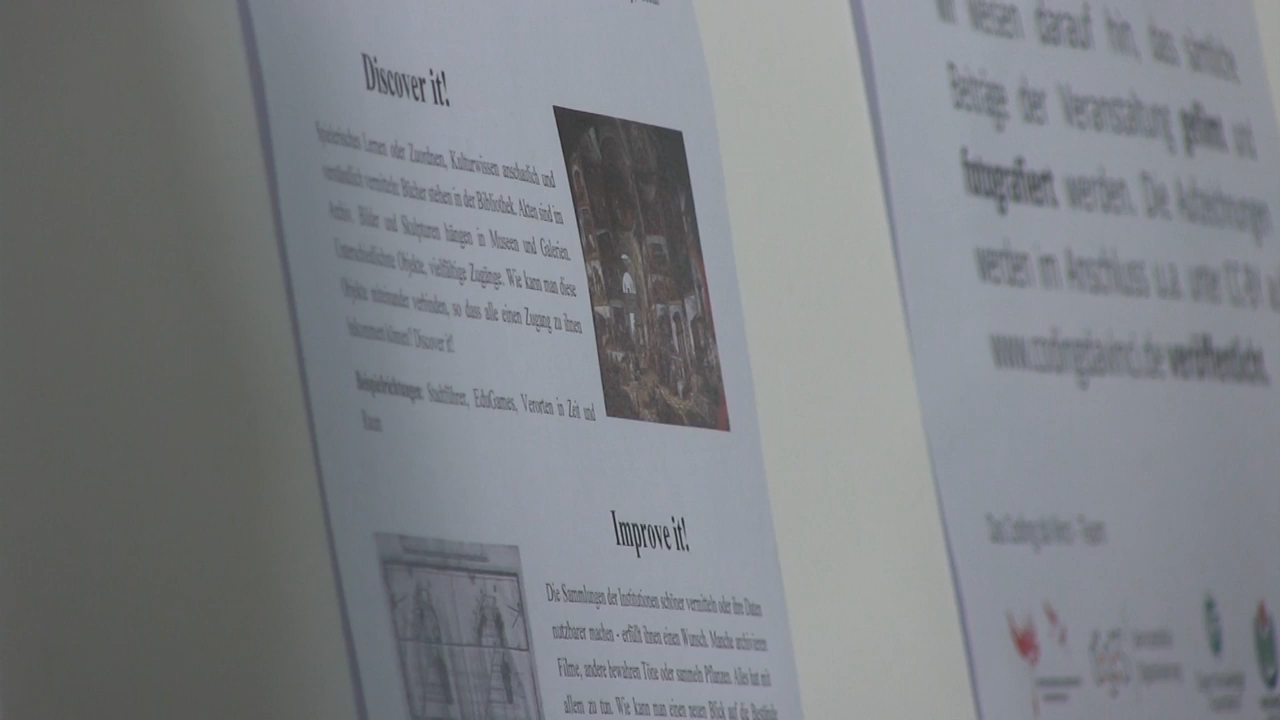 Discover it!
Spielerisches Lernen oder Zuordnen, Kulturwissen anschaulich und
verständlich vermitteln: Bücher stehen in der Bibliothek. Akten sind im
Archiv. Bilder und Skulpturen hängen in Museen und Galerien.
Unterschiedlichste Objekte, vielfältige Zugänge. Wie kann man diese
Objekte miteinander verbinden, so dass alle einen Zugang zu ihnen
bekommen können? Discover it!
Beispielrichtungen: Stadtführer, EduGames, Verorten in Zeit und
Raum
Improve it!
Die Sammlungen der Institutionen schöner vermitteln oder ihre Daten
nutzbarer machen - erfüllt ihnen einen Wunsch. Manche archivieren
Filme, andere bewahren Töne oder sammeln Pflanzen. Alles hat mit
allem zu tun. Wie kann man einen neuen Blick auf die Bestände
Wir weisen darauf hin, das sämtliche
Beiträge der Veranstaltung gefilmt und
fotografiert werden. Die Aufzeichnungen
werden im Anschluss u.a. unter CC-BY
www.codingdavinci.de veröffentlicht.
Das Coding da Vinci - Team